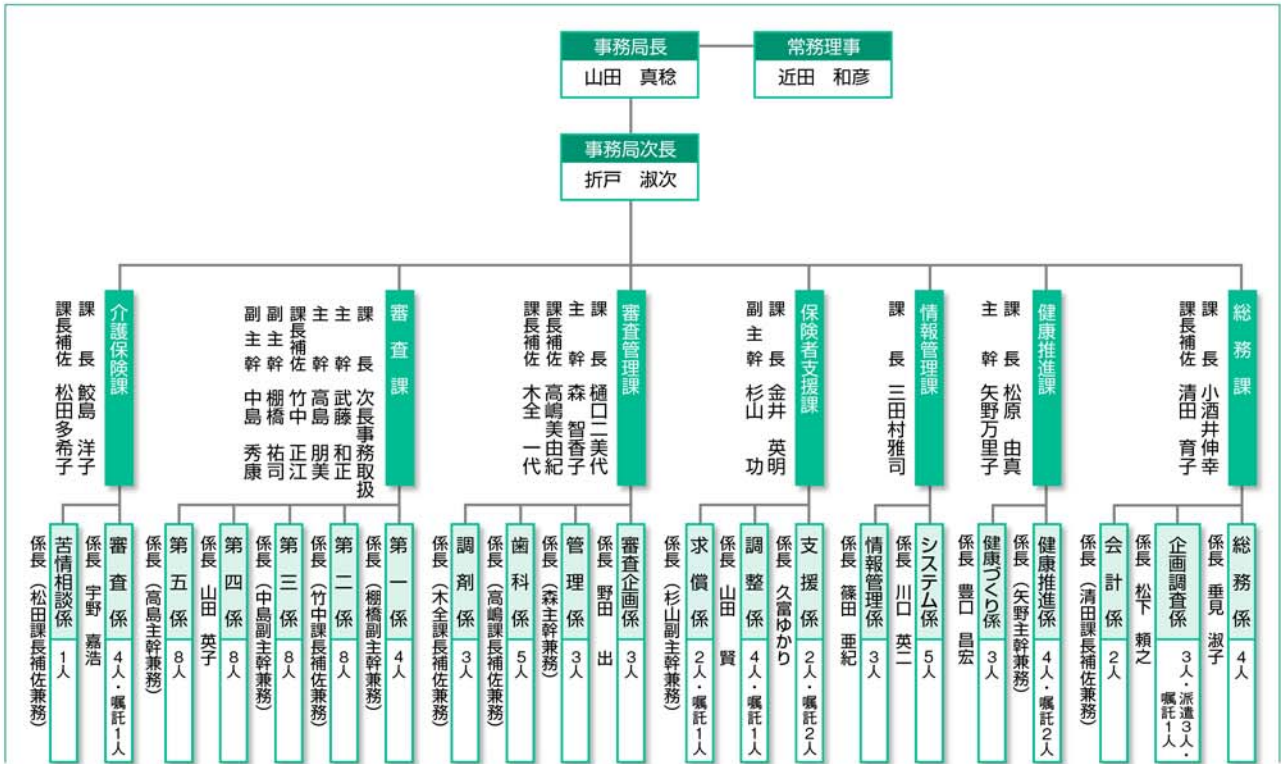 事務局長
山田 真稔
常務理事
近田 和彦
事務局次長
折戸 淑次
総務課
課長 小酒井伸幸
課長補佐 清田 育子
総務係 4人
係長 垂見 淑子
企画調査係 3人・派遣3人・嘱託1人
係長 松下 頼之
会計係 2人
係長 (清田課長補佐兼務)
健康推進課
課長 松原 由真
主幹 矢野万里子
健康推進係 4人・嘱託2人
係長 (矢野主幹兼務)
健康づくり係 3人
係長 豊口 昌宏
情報管理課
課長 三田村雅司
システム係 5人
係長 川口 英二
情報管理係 3人
係長 篠田 亜紀
保険者支援課
課長 金井 英明
副主幹 杉山 功
支援係 2人・嘱託2人
係長 久富ゆかり
調整係 4人・嘱託1人
係長 山田 賢
求償係 2人・嘱託1人
係長 (杉山副主幹兼務)
審査管理課
課長 樋口二美代
主幹 森 智香子
課長補佐 高嶋美由紀
課長補佐 木全 一代
審査企画係 3人
係長 野田 出
管理係 3人
係長 (森主幹兼務)
歯科係 5人
係長 (高嶋課長補佐兼務)
調剤係 3人
係長 (木全課長補佐兼務)
審査課
課長 次長事務取扱
主幹 武藤 和正
主幹 高島 朋美
課長補佐 竹中 正江
副主幹 棚橋 祐司
副主幹 中島 秀康
第一係 4人
係長 (棚橋副主幹兼務)
第二係 8人
係長 (竹中課長補佐兼務)
第三係 8人
係長 (中島副主幹兼務)
第四係 8人
係長 山田 英子
第五係 8人
係長 (高島主幹兼務)
介護保険課
課長 鮫島 洋子
課長補佐 松田多希子
審査係 4人・嘱託1人
係長 宇野 嘉浩
苦情相談係 1人
係長 (松田課長補佐兼務)